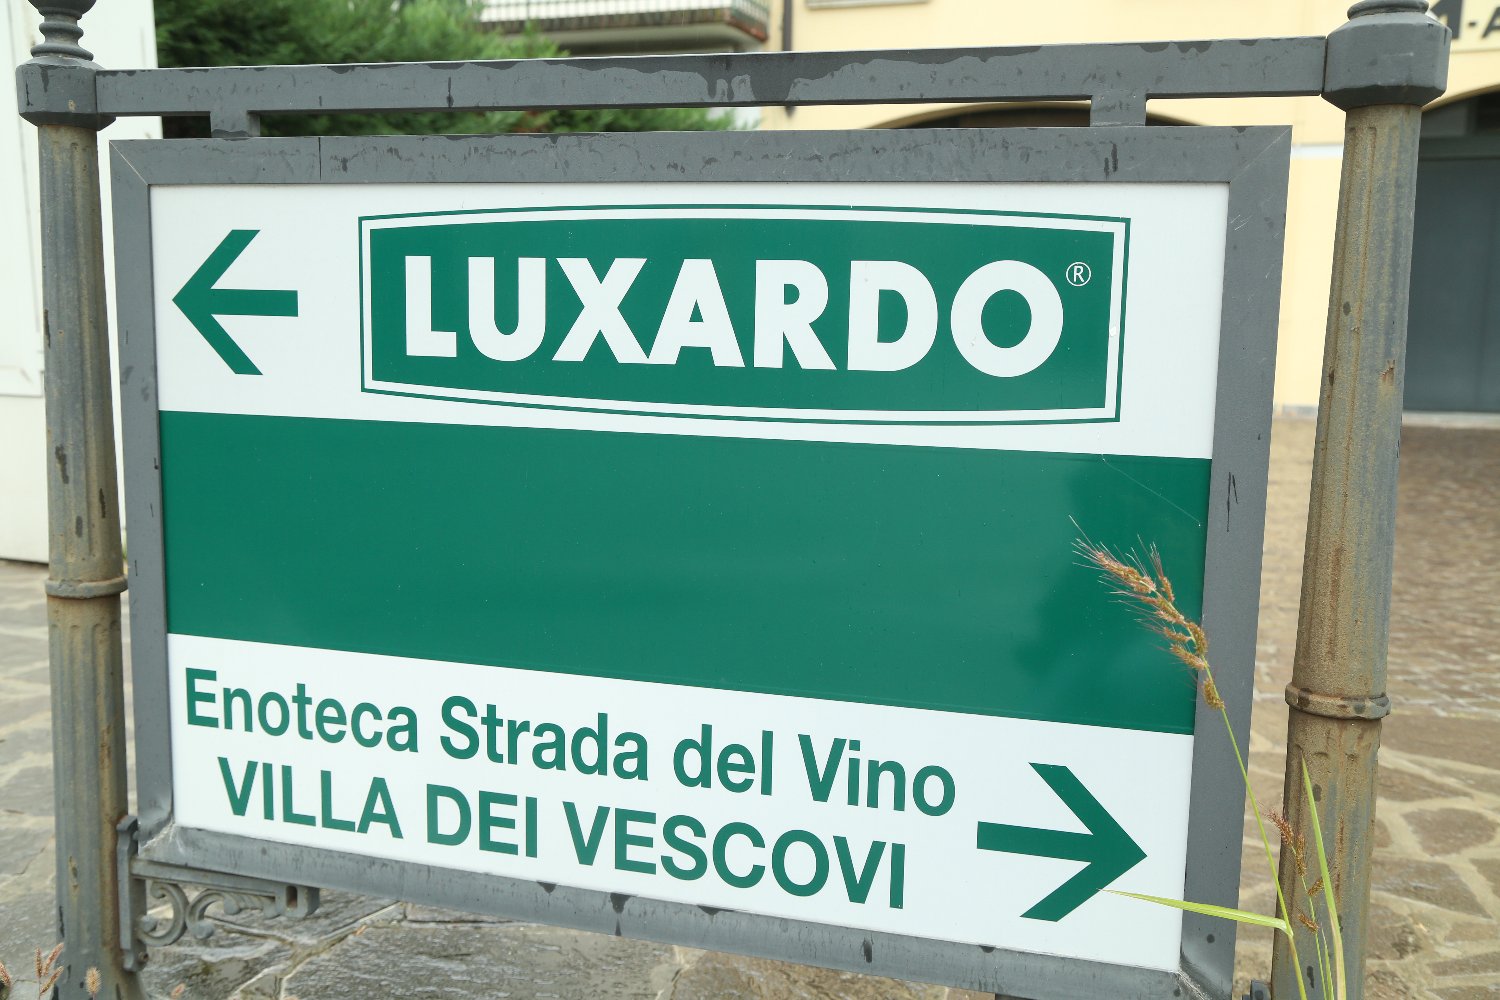 LUXARDO®
Enoteca Strada del Vino
VILLA DEI VESCOVI